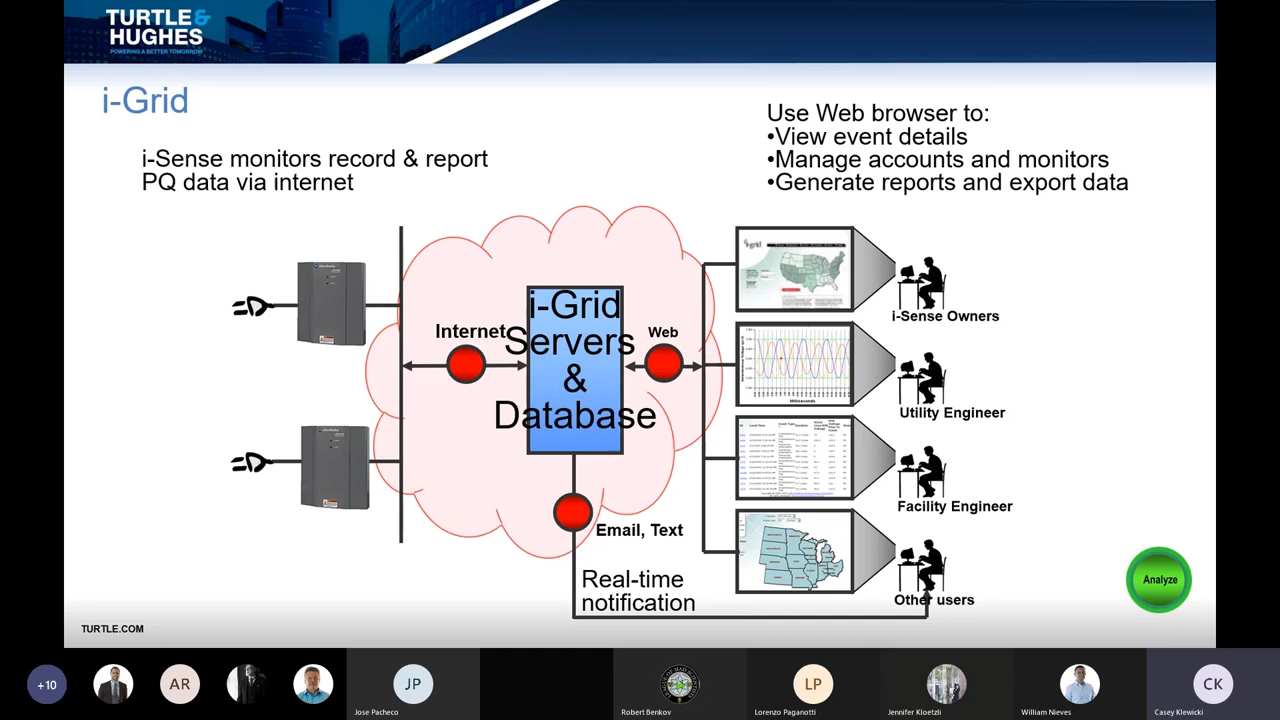 TURTLE&
HUGHES
POWERING A BETTER TOMORROW
i-Grid
i-Sense monitors record & report
PQ data via internet
Use Web browser to:
•View event details
•Manage accounts and monitors
•Generate reports and export data
i-Grid
Servers
&
Database
Internet
Web
Email, Text
Real-time
notification
i-grid
i-Sense Owners
Milliseconds
Utility Engineer
Facility Engineer
Other users
Analyze
TURTLE.COM
+10
AR
JP
LP
CK
Jose Pacheco
Robert Benkov
Lorenzo Paganotti
Jennifer Kloetzli
William Nieves
Casey Klewicki